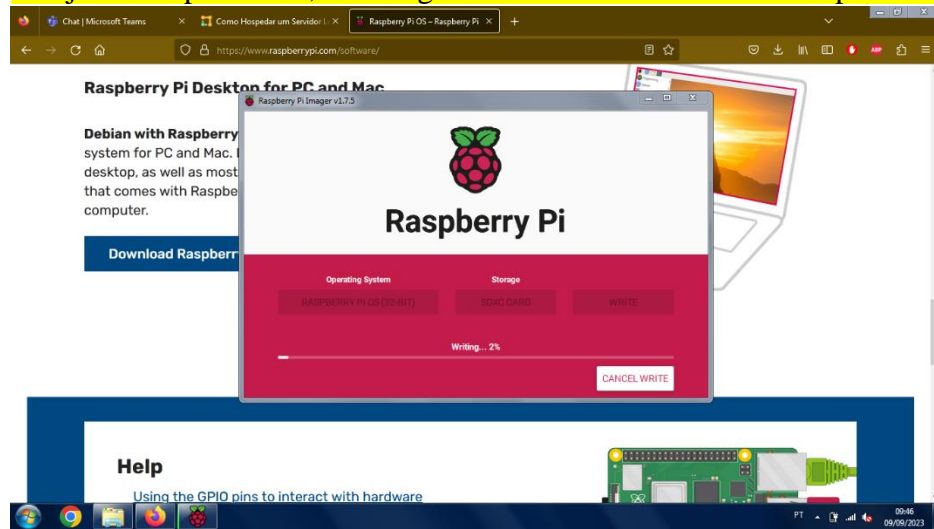 Chat | Microsoft Teams
Como Hospedar um Servidor L
Raspberry Pi OS – Raspberry Pi
https://www.raspberrypi.com/software/
Raspberry Pi Desktop for PC and Mac
Raspberry Pi Imager v1.7.5
Debian with Raspberry
system for PC and Mac.
desktop, as well as most
that comes with Raspbe
computer.
Raspberry Pi
Download Raspberr
Operating System
Storage
RASPBERRY PI OS (32-BIT)
SDXC CARD
WRITE
Writing... 2%
CANCEL WRITE
Help
Using the GPIO pins to interact with hardware
ABP
PT
09:46
09/09/2023